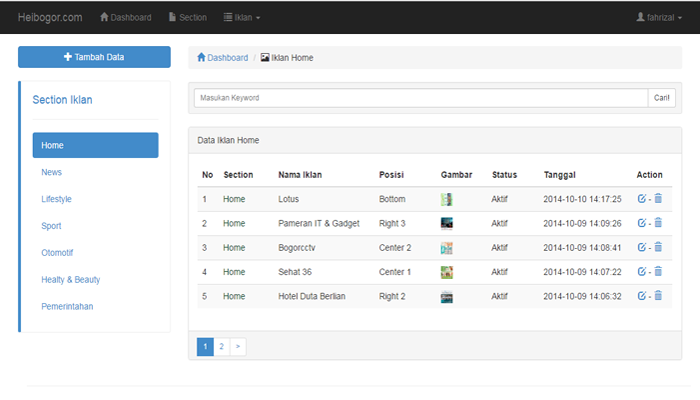 Heibogor.com Dashboard Section Iklan fahrizal
Tambah Data
Dashboard / Iklan Home
Section Iklan
Home
News
Lifestyle
Sport
Otomotif
Healty & Beauty
Pemerintahan
Masukan Keyword Cari!
Data Iklan Home
No Section Nama Iklan Posisi Gambar Status Tanggal Action
1 Home Lotus Bottom Aktif 2014-10-10 14:17:25 -
2 Home Pameran IT & Gadget Right 3 Aktif 2014-10-09 14:09:26 -
3 Home Bogorcctv Center 2 Aktif 2014-10-09 14:08:41 -
4 Home Sehat 36 Center 1 Aktif 2014-10-09 14:07:22 -
5 Home Hotel Duta Berlian Right 2 Aktif 2014-10-09 14:06:32 -
1 2 >